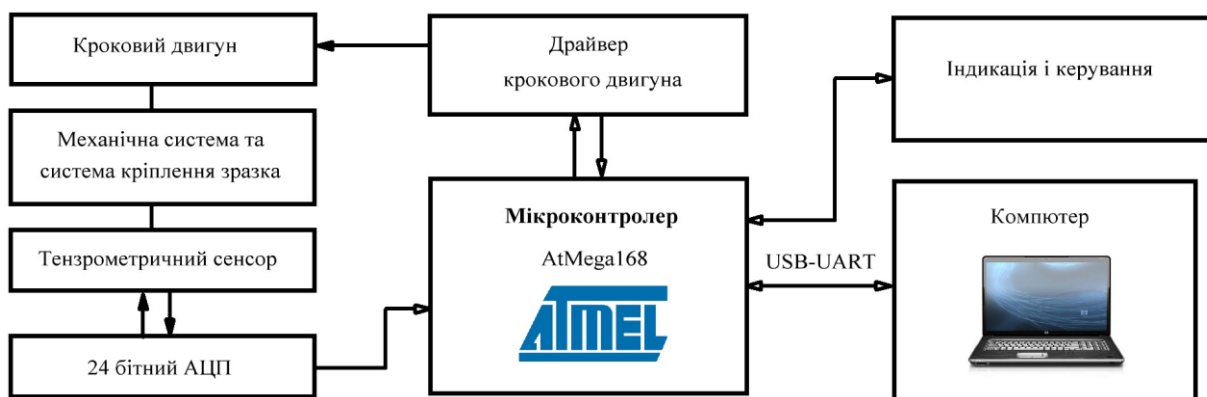 Кроковий двигун
Драйвер
крокового двигуна
Індикація і керування
Механічна система та
система кріплення зразка
Мікроконтролер
AtMega168
ATMEL
Компютер
USB-UART
Тензрометричний сенсор
24 бітний АЦП